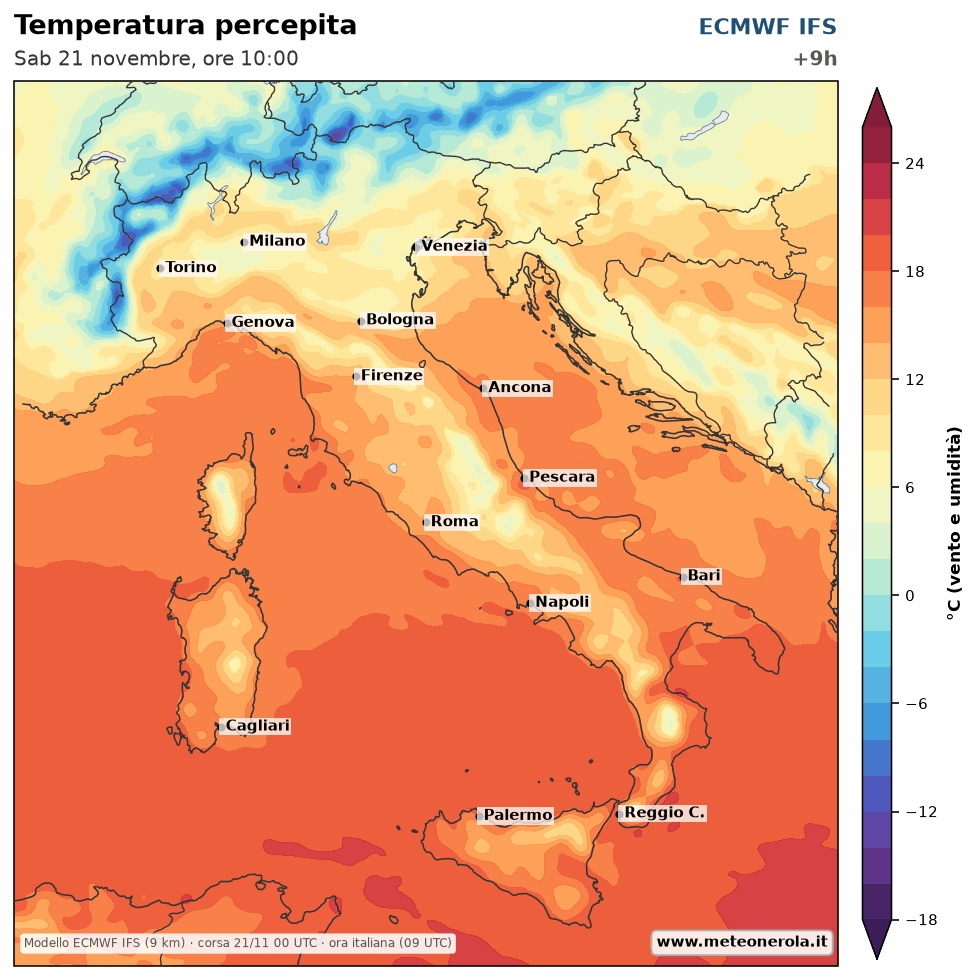 Temperatura percepita
ECMWF IFS
Sab 21 novembre, ore 10:00
+9h
Milano
Venezia
Torino
Genova
Bologna
Firenze
Ancona
Pescara
Roma
Bari
Napoli
Cagliari
Palermo
Reggio C.
24
18
12
6
0
−6
−12
−18
°C (vento e umidità)
Modello ECMWF IFS (9 km) · corsa 21/11 00 UTC · ora italiana (09 UTC)
www.meteonerola.it